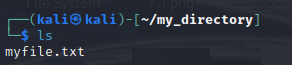 ┌──(kali㉿kali)-[~/my_directory]
└─$ ls
myfile.txt